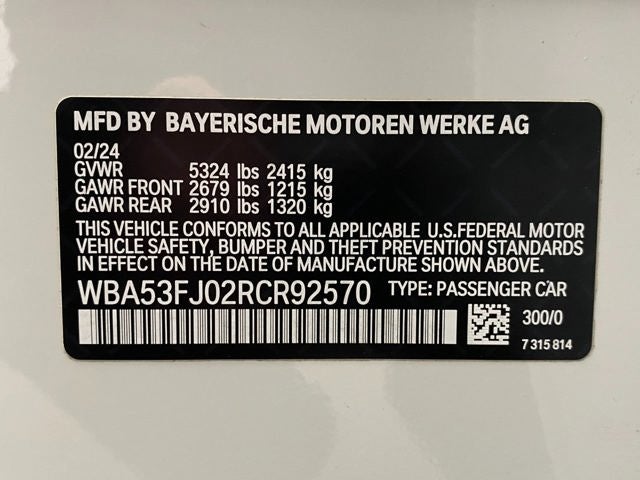 MFD BY BAYERISCHE MOTOREN WERKE AG
02/24
GVWR 5324 lbs 2415 kg
GAWR FRONT 2679 lbs 1215 kg
GAWR REAR 2910 lbs 1320 kg
THIS VEHICLE CONFORMS TO ALL APPLICABLE U.S.FEDERAL MOTOR
VEHICLE SAFETY, BUMPER AND THEFT PREVENTION STANDARDS
IN EFFECT ON THE DATE OF MANUFACTURE SHOWN ABOVE.
WBA53FJ02RCR92570 TYPE: PASSENGER CAR
300/0
7 315 814